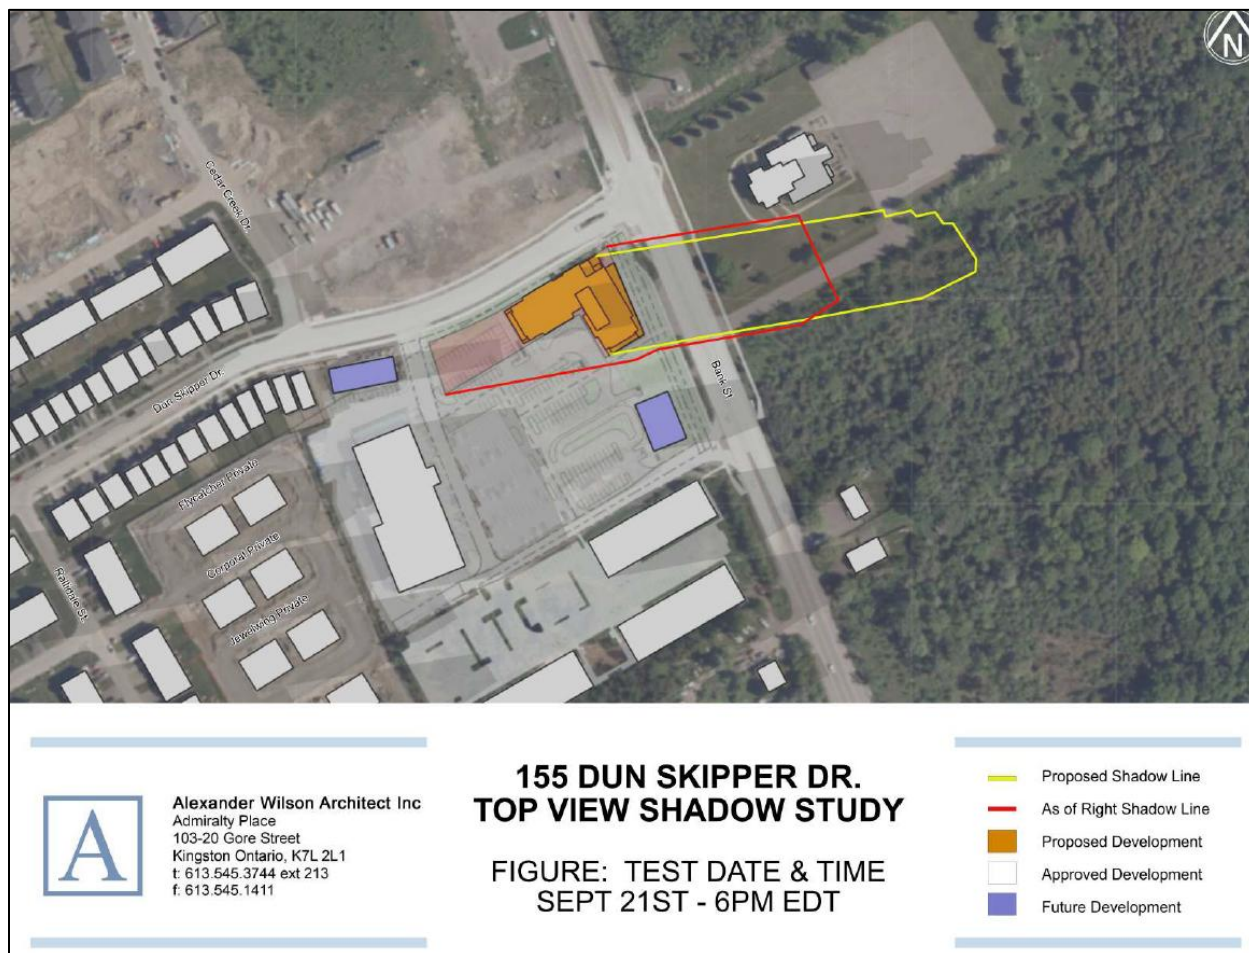 N
Cedar Creek Dr.
Dun Skipper Dr.
Bank St
Flycatcher Private
Corporal Private
Jewelwing Private
Rallidale St.
A
Alexander Wilson Architect Inc
Admiralty Place
103-20 Gore Street
Kingston Ontario, K7L 2L1
t: 613.545.3744 ext 213
f: 613.545.1411
155 DUN SKIPPER DR.
TOP VIEW SHADOW STUDY
FIGURE: TEST DATE & TIME
SEPT 21ST - 6PM EDT
Proposed Shadow Line
As of Right Shadow Line
Proposed Development
Approved Development
Future Development